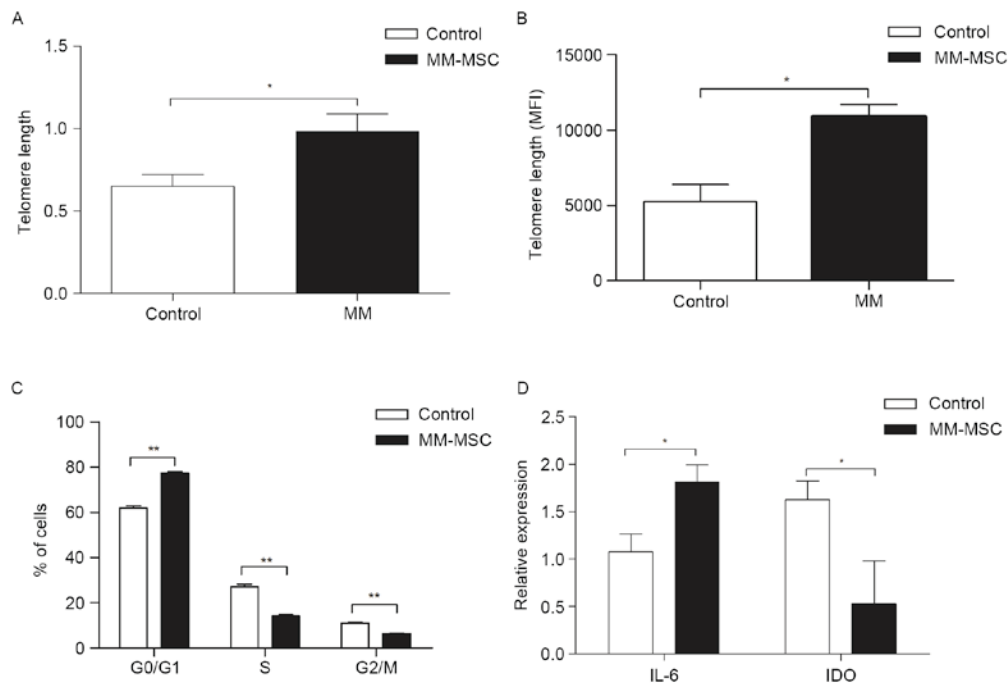 A
Control
MM-MSC
Telomere length
1.5
1.0
0.5
0.0
*
Control
MM
B
Control
MM-MSC
Telomere length (MFI)
15000
10000
5000
0
*
Control
MM
C
Control
MM-MSC
% of cells
100
80
60
40
20
0
**
**
**
G0/G1
S
G2/M
D
Control
MM-MSC
Relative expression
2.5
2.0
1.5
1.0
0.5
0.0
*
*
IL-6
IDO